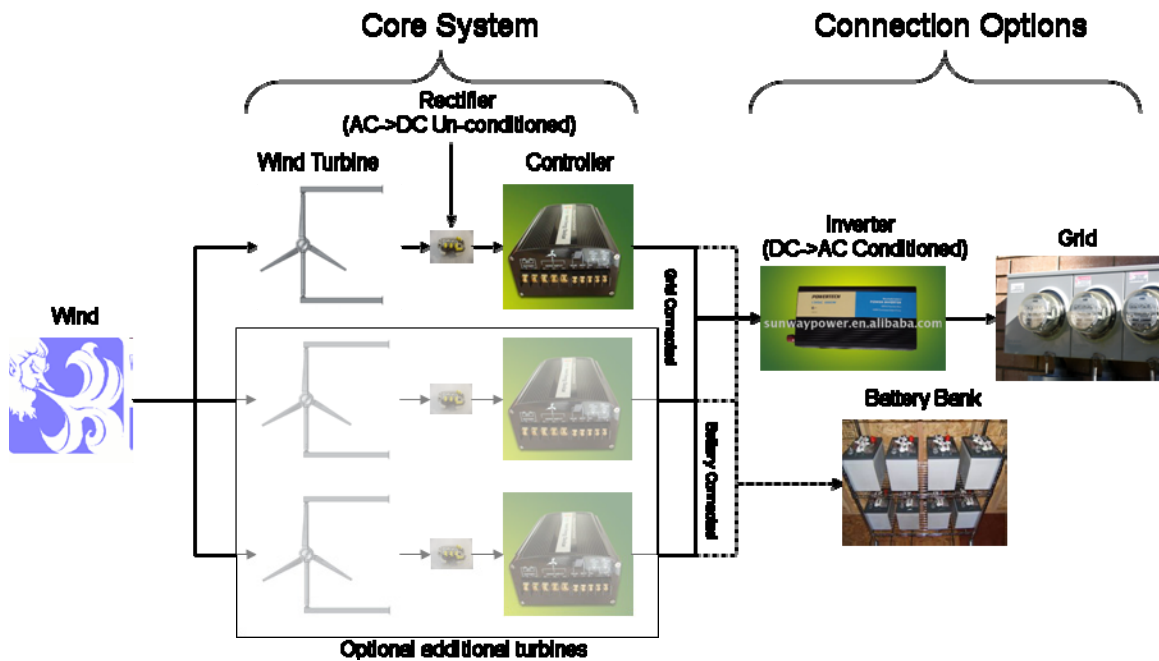 Core System
Connection Options
Rectifier
(AC->DC Un-conditioned)
Wind Turbine
Controller
Inverter
(DC->AC Conditioned)
Grid
Wind
Grid Connected
POWERTECH
sunwaypower.en.alibaba.com
Battery Bank
Battery Connected
Optional additional turbines